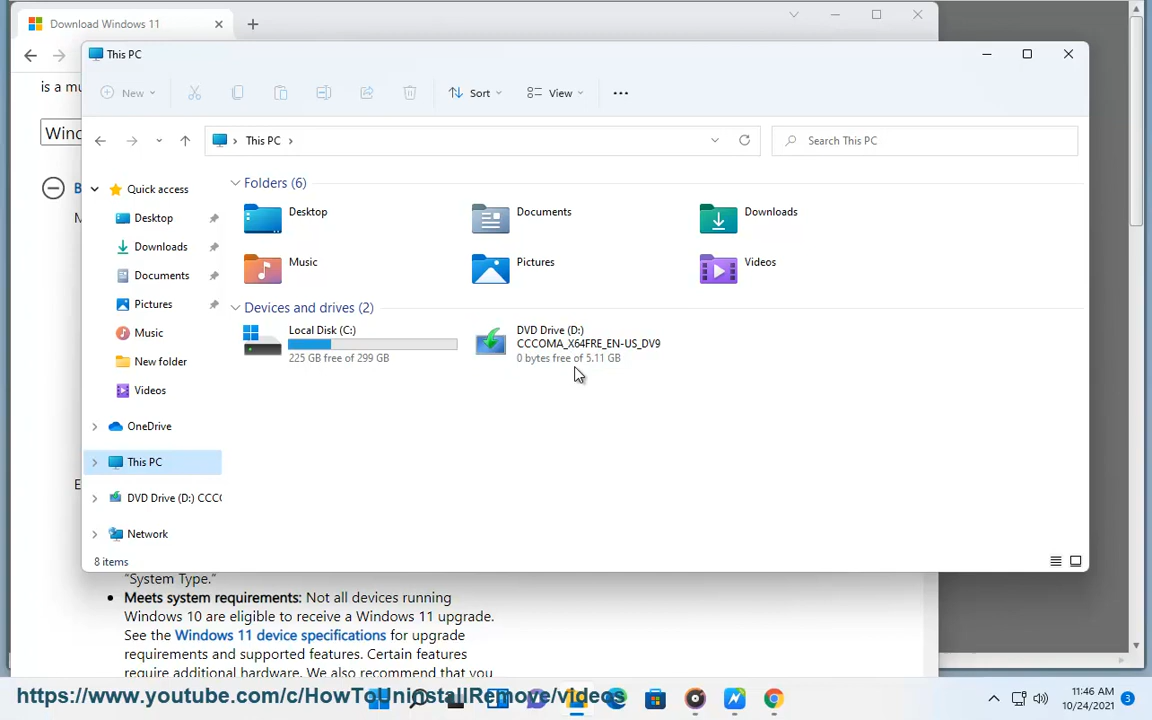 Download Windows 11
is a mu
This PC
New
Sort
View
This PC
Search This PC
Wind
B
Quick access
Desktop
Downloads
Documents
Pictures
Music
New folder
Videos
OneDrive
This PC
DVD Drive (D:) CCC
Network
Folders (6)
Desktop
Documents
Downloads
Music
Pictures
Videos
Devices and drives (2)
Local Disk (C:)
225 GB free of 299 GB
DVD Drive (D:)
CCCOMA_X64FRE_EN-US_DV9
0 bytes free of 5.11 GB
8 items
"System Type."
Meets system requirements: Not all devices running
Windows 10 are eligible to receive a Windows 11 upgrade.
See the Windows 11 device specifications for upgrade
requirements and supported features. Certain features
require additional hardware. We also recommend that you
https://www.youtube.com/c/HowToUninstallRemove/videos
11:46 AM
10/24/2021
3